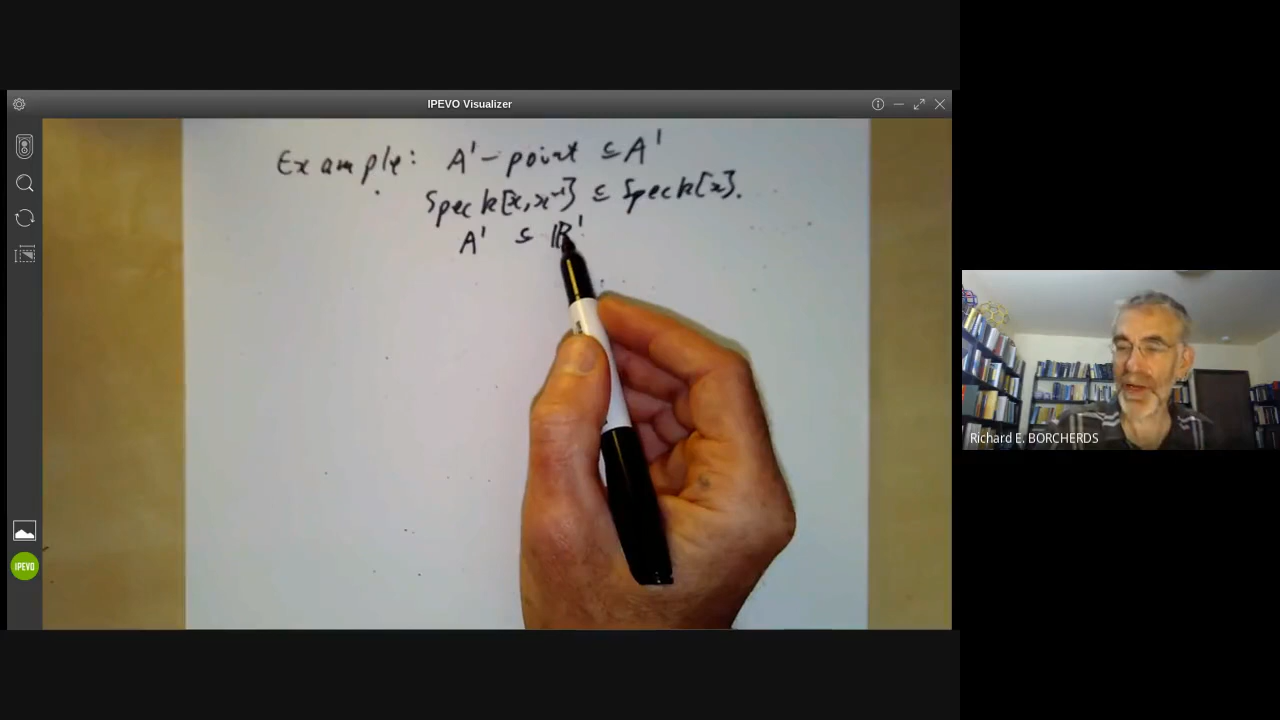 IPEVO Visualizer
Example: A¹ - point ⊆ A¹
Spec k[x, x⁻¹] ⊆ Spec k[x].
A¹ ⊆ P¹
IPEVO
Richard E. BORCHERDS